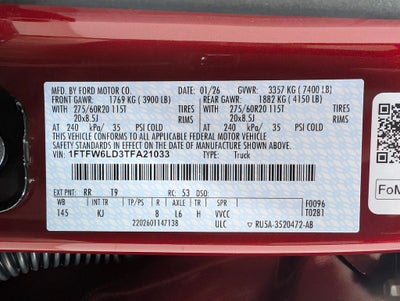 MFD. BY FORD MOTOR CO.
01/26
GVWR: 3357 KG (7400 LB)
FRONT GAWR: 1769 KG (3900 LB)
REAR GAWR: 1882 KG (4150 LB)
275/60R20 115T TIRES
275/60R20 115T TIRES
20x8.5J RIMS
20x8.5J RIMS
AT 240 kPa/ 35 PSI COLD
AT 240 kPa/ 35 PSI COLD
THIS VEHICLE CONFORMS TO ALL APPLICABLE FEDERAL MOTOR VEHICLE
SAFETY STANDARDS IN EFFECT ON THE DATE OF MANUFACTURE SHOWN ABOVE.
VIN: 1FTFW6LD3TFA21033
TYPE: Truck
EXT PNT: RR T9 RC: 53 DSO:
WB TRIM TP/PS R AXLE TR SPR
145 KJ 8 L6 H VVCC
F0096
T0281
2202601147138
ULC
RU5A-3520472-AB
FoM